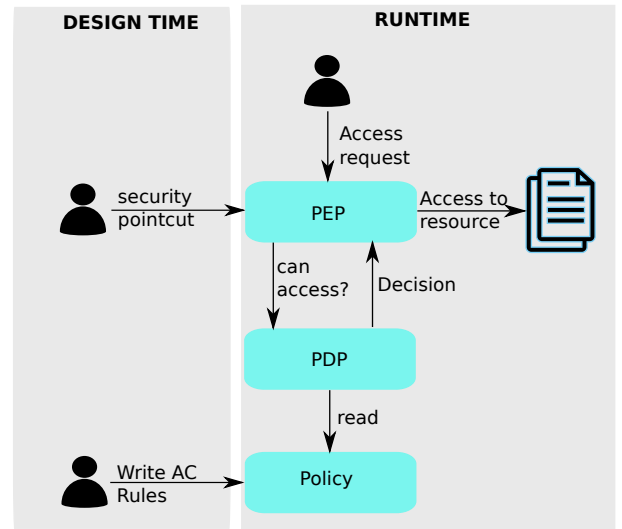 DESIGN TIME
RUNTIME
Access
request
security
pointcut
PEP
Access to
resource
can
access?
Decision
PDP
read
Write AC
Rules
Policy